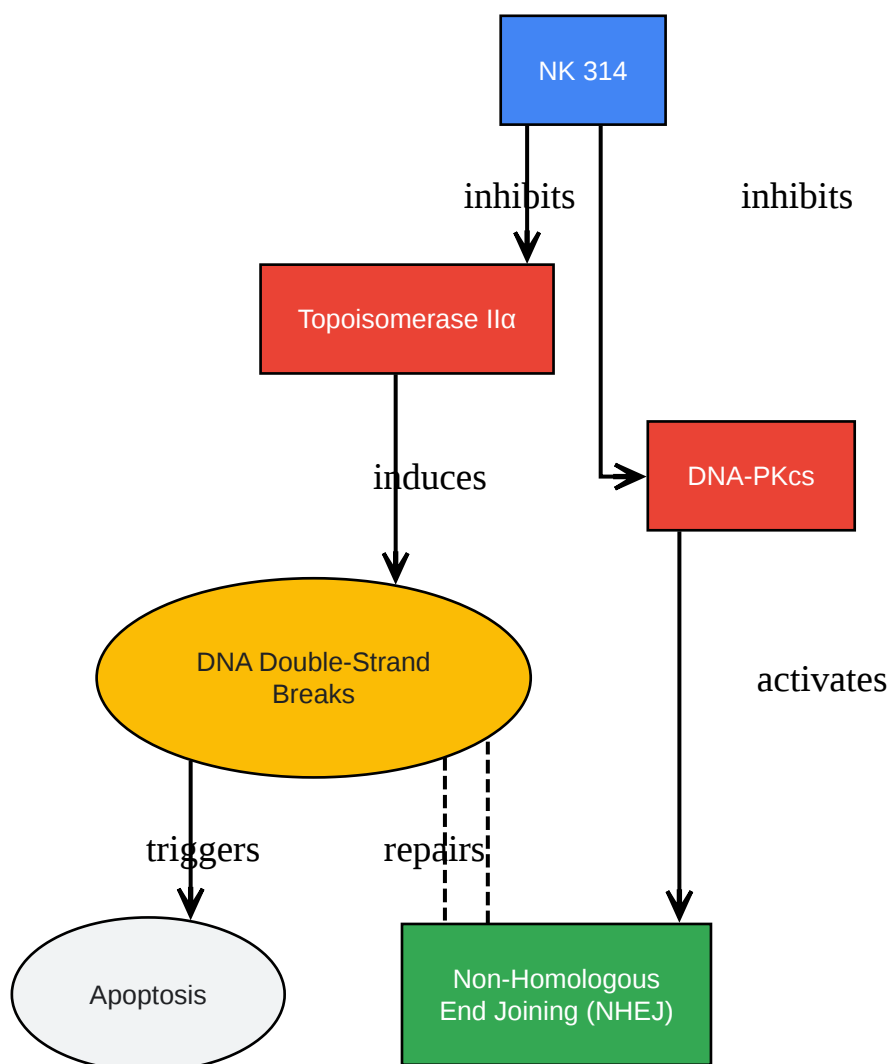 NK 314
inhibits
inhibits
Topoisomerase IIα
induces
DNA-PKcs
DNA Double-Strand
Breaks
activates
triggers
repairs
Apoptosis
Non-Homologous
End Joining (NHEJ)